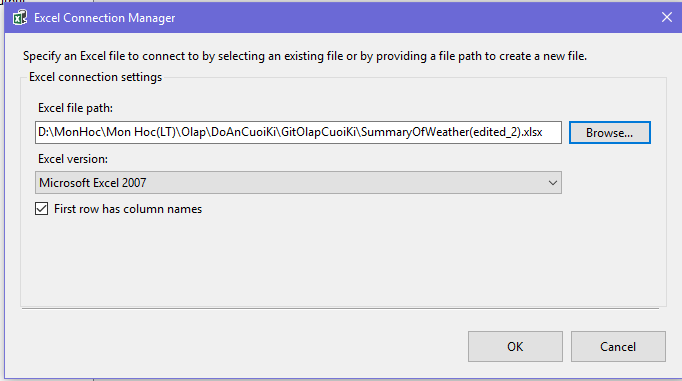 Excel Connection Manager
Specify an Excel file to connect to by selecting an existing file or by providing a file path to create a new file.
Excel connection settings
Excel file path:
D:\MonHoc\Mon Hoc(LT)\Olap\DoAnCuoiKi\GitOlapCuoiKi\SummaryOfWeather(edited_2).xlsx
Browse...
Excel version:
Microsoft Excel 2007
First row has column names
OK
Cancel